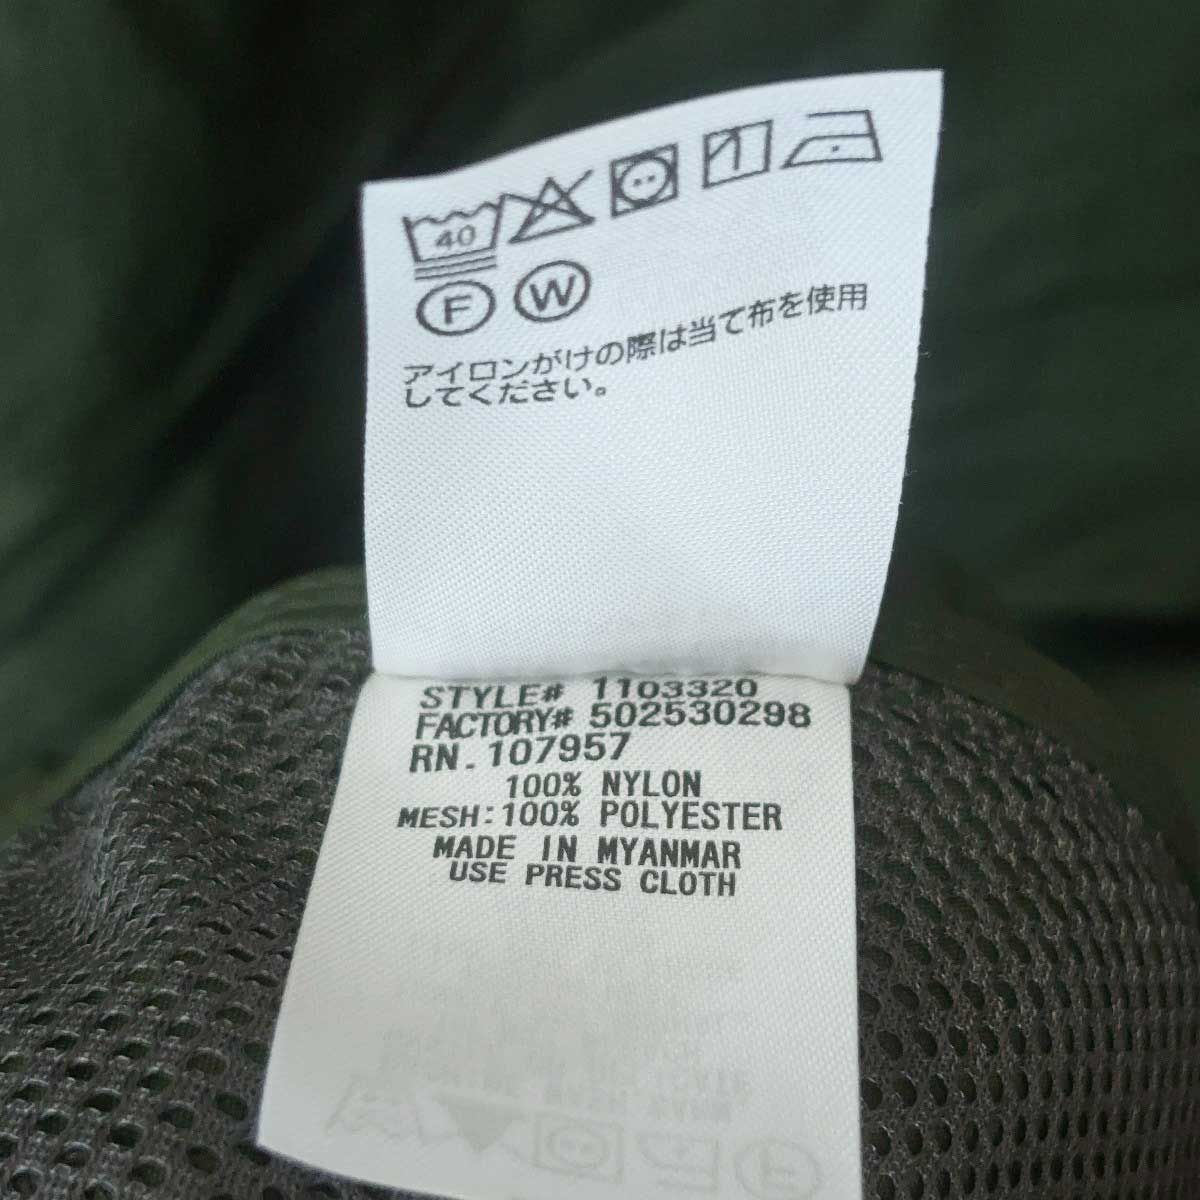 40
F W
アイロンがけの際は当て布を使用
してください。
STYLE# 1103320
FACTORY# 502530298
RN. 107957
100% NYLON
MESH: 100% POLYESTER
MADE IN MYANMAR
USE PRESS CLOTH